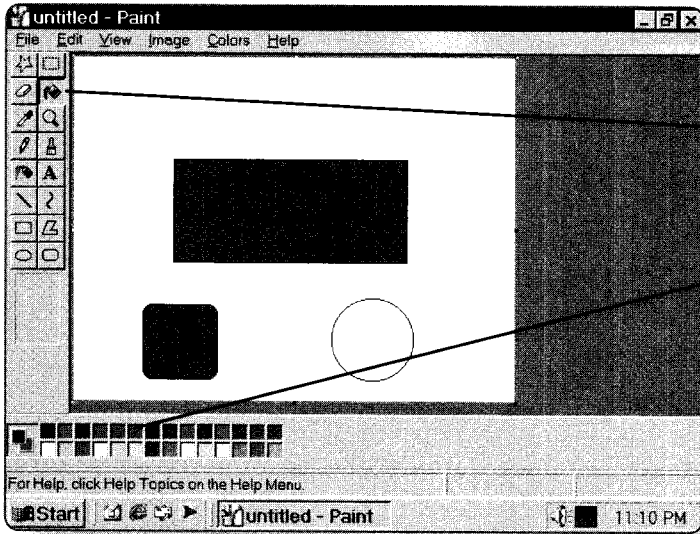 untitled - Paint
File Edit View Image Colors Help
A
For Help, click Help Topics on the Help Menu.
Start untitled - Paint 11:10 PM